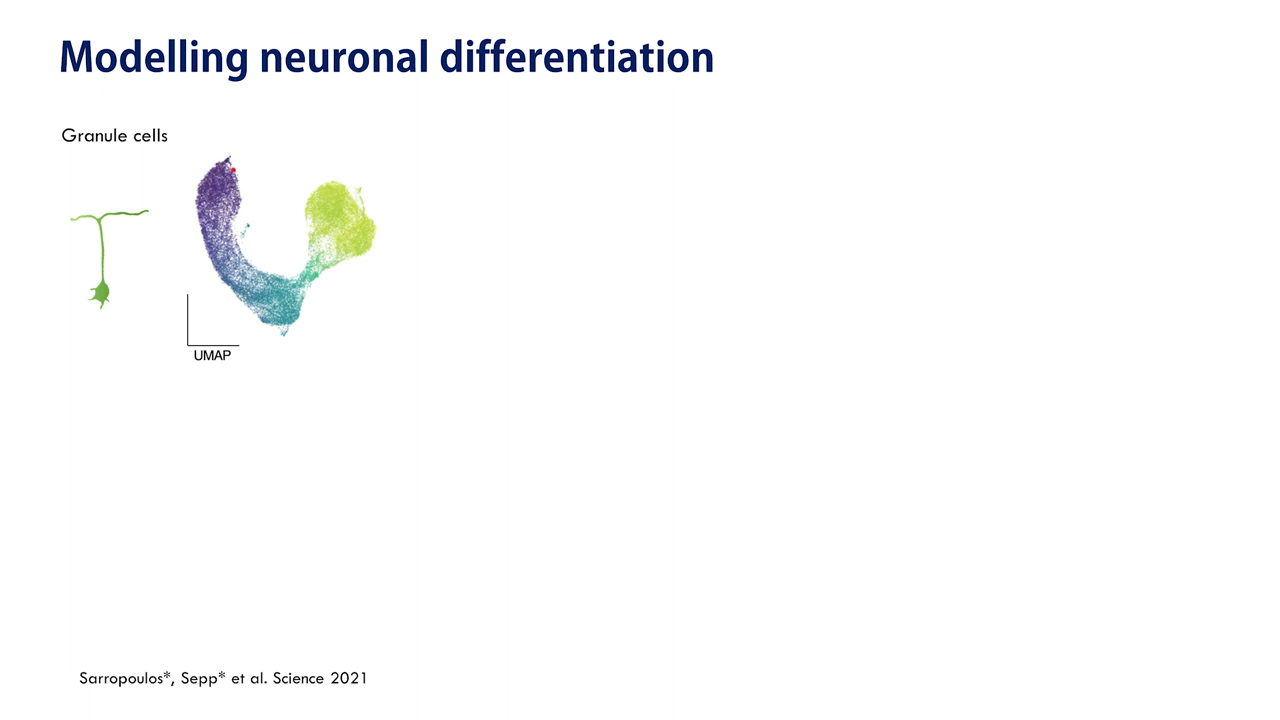 Modelling neuronal differentiation
Granule cells
UMAP
Sarropoulos*, Sepp* et al. Science 2021